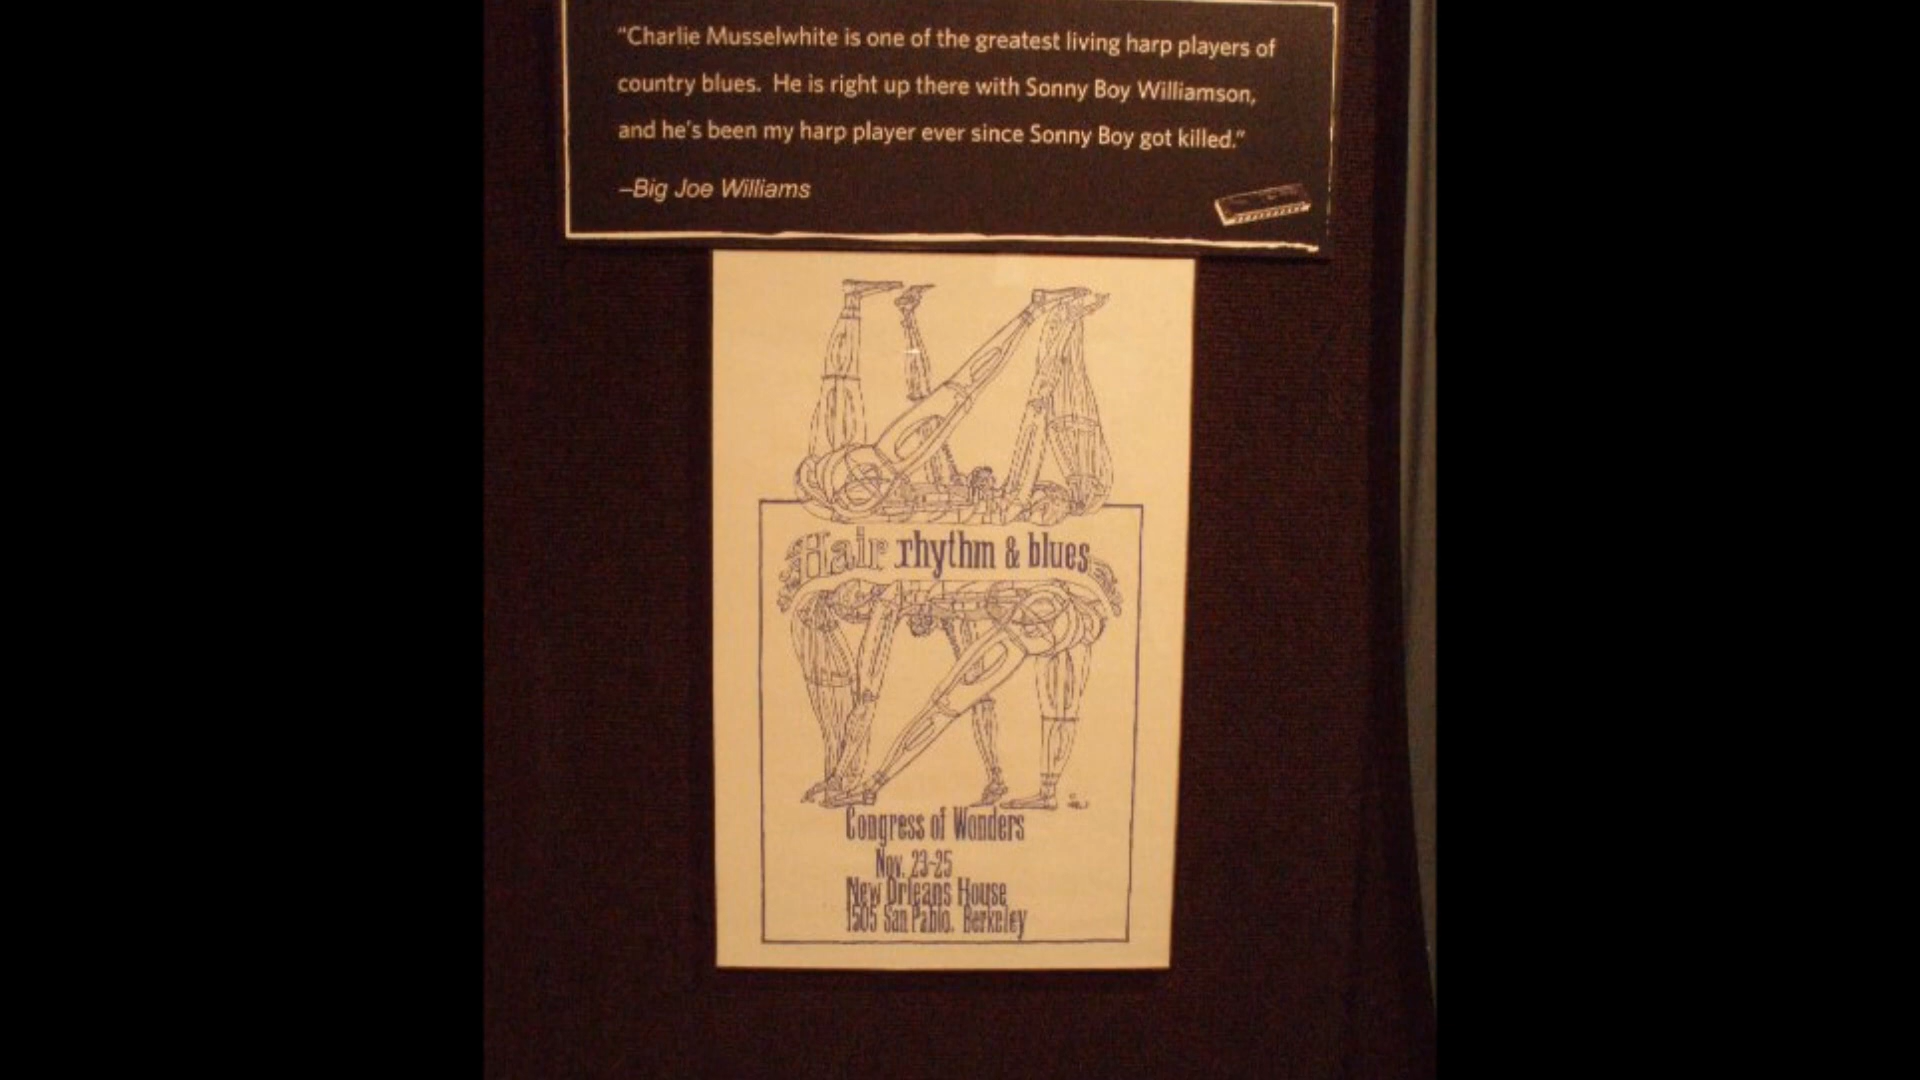 “Charlie Musselwhite is one of the greatest living harp players of
country blues. He is right up there with Sonny Boy Williamson,
and he's been my harp player ever since Sonny Boy got killed.”
–Big Joe Williams
Hair rhythm & blues
Congress of Wonders
Nov. 23-25
New Orleans House
1505 San Pablo. Berkeley